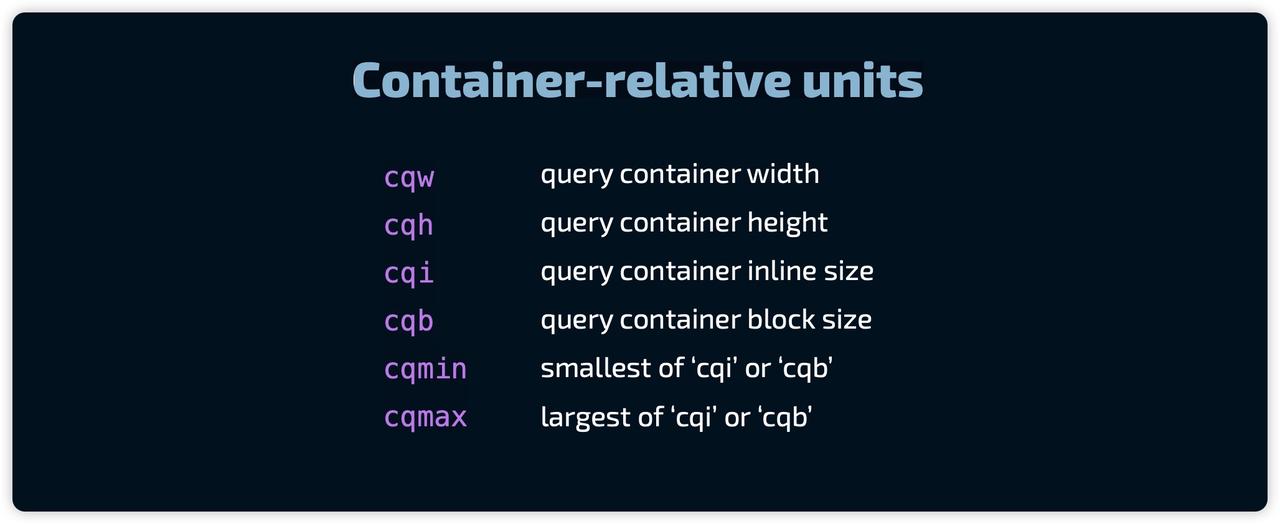 Container-relative units
cqw query container width
cqh query container height
cqi query container inline size
cqb query container block size
cqmin smallest of ‘cqi’ or ‘cqb’
cqmax largest of ‘cqi’ or ‘cqb’